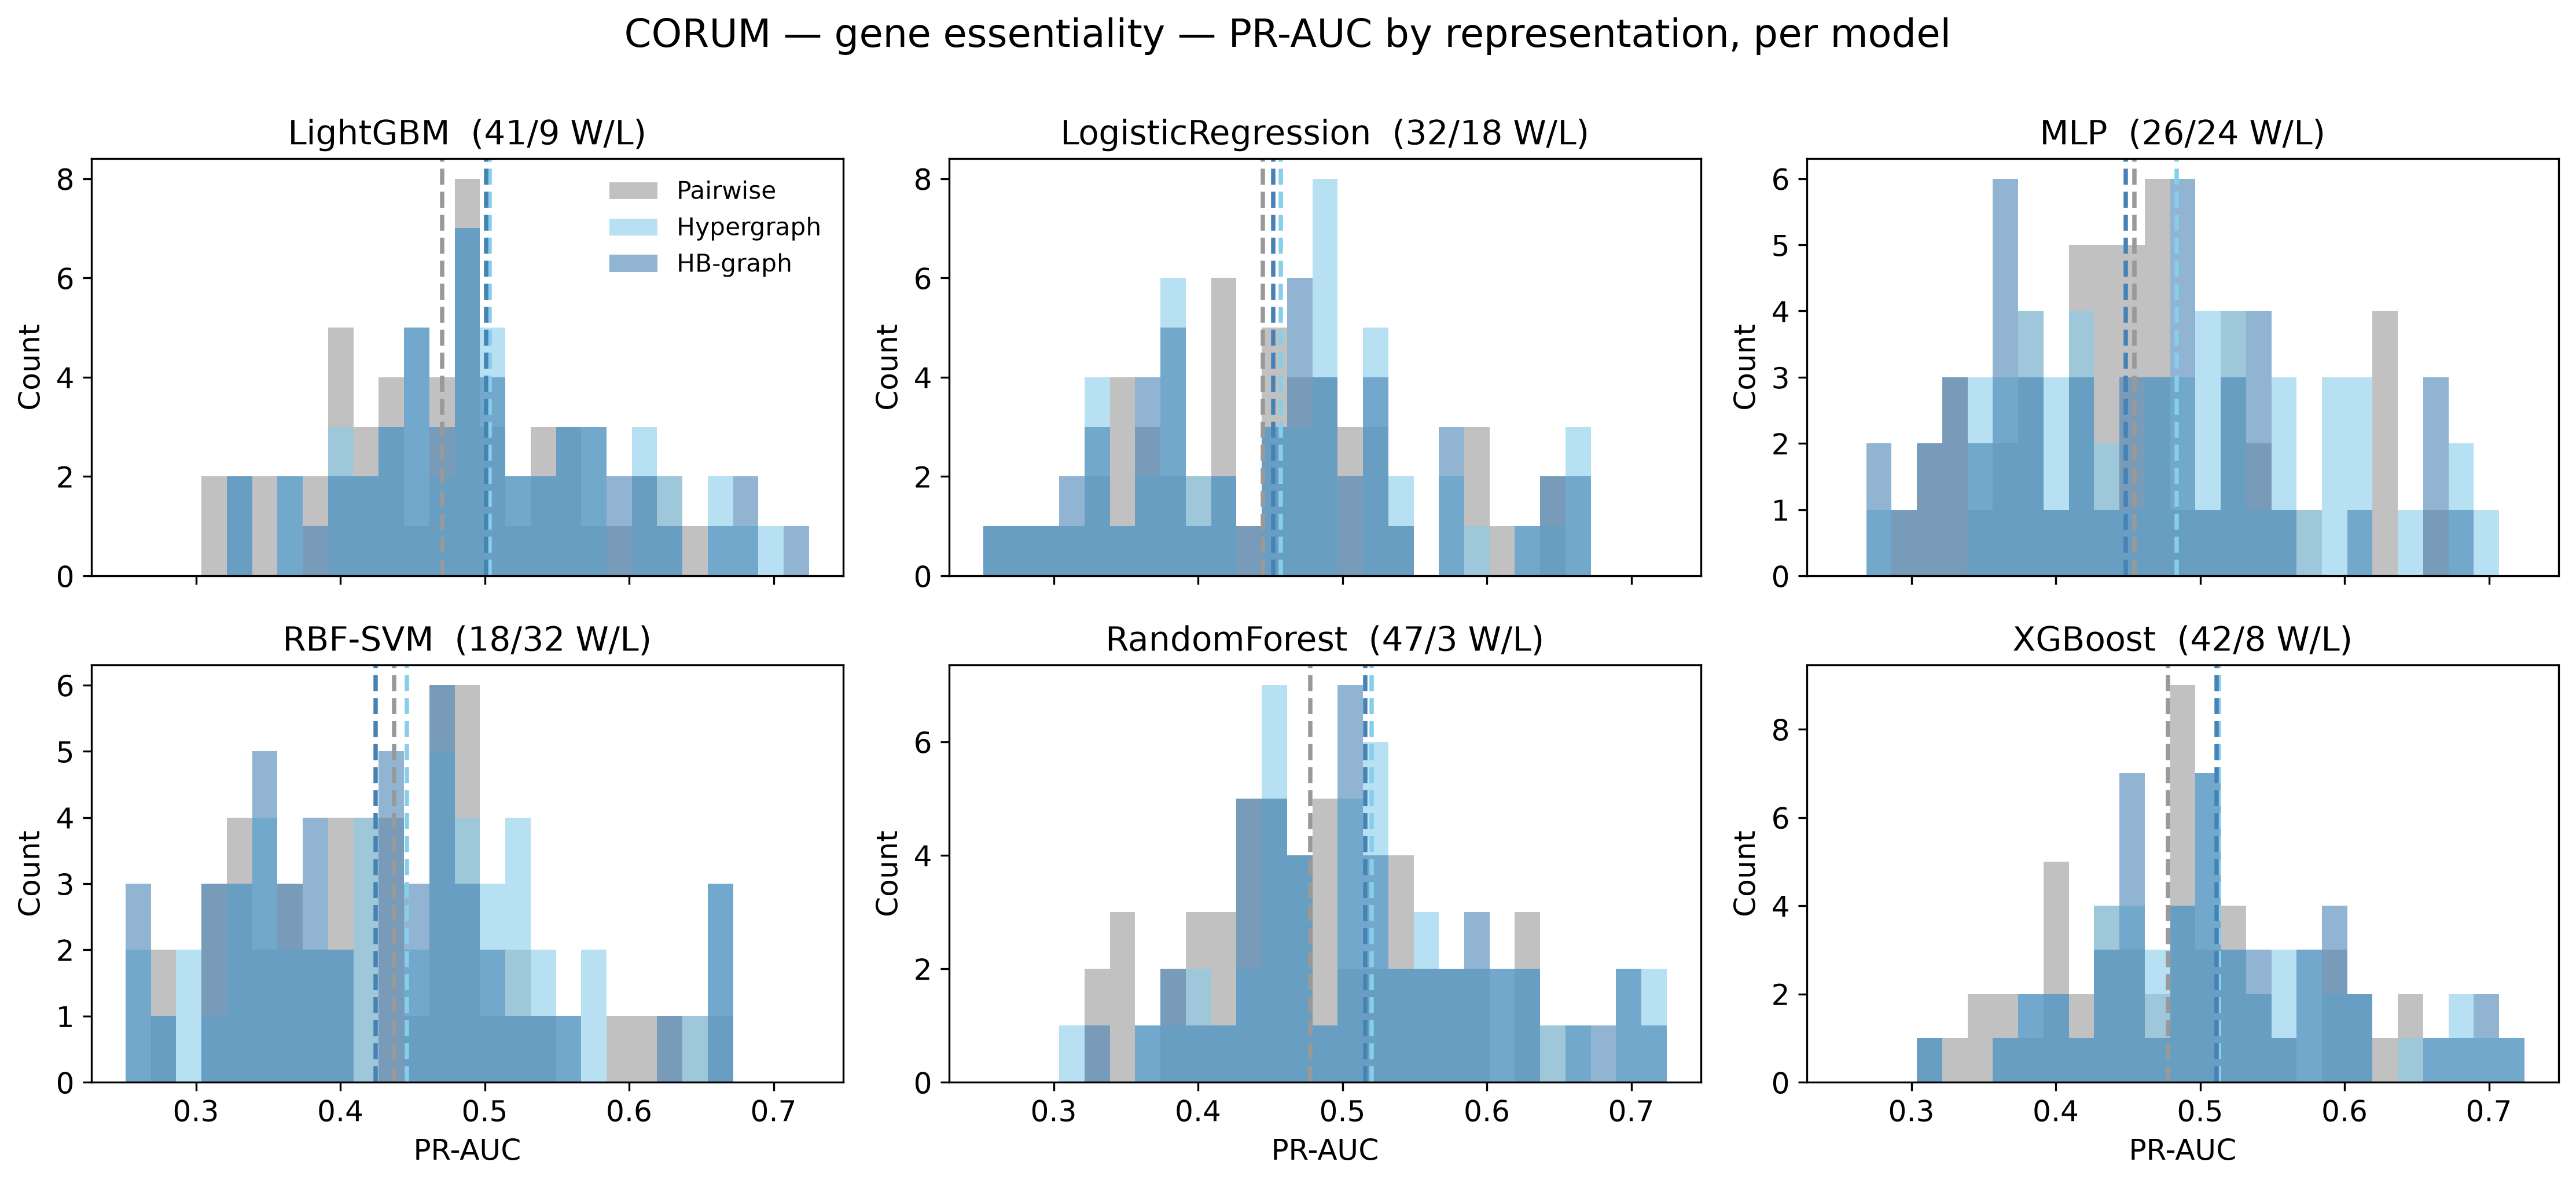 CORUM — gene essentiality — PR-AUC by representation, per model
LightGBM (41/9 W/L)
8
6
4
2
0
Count
Pairwise
Hypergraph
HB-graph
LogisticRegression (32/18 W/L)
8
6
4
2
0
Count
MLP (26/24 W/L)
6
5
4
3
2
1
0
Count
RBF-SVM (18/32 W/L)
6
5
4
3
2
1
0
Count
0.3 0.4 0.5 0.6 0.7
PR-AUC
RandomForest (47/3 W/L)
6
4
2
0
Count
0.3 0.4 0.5 0.6 0.7
PR-AUC
XGBoost (42/8 W/L)
8
6
4
2
0
Count
0.3 0.4 0.5 0.6 0.7
PR-AUC